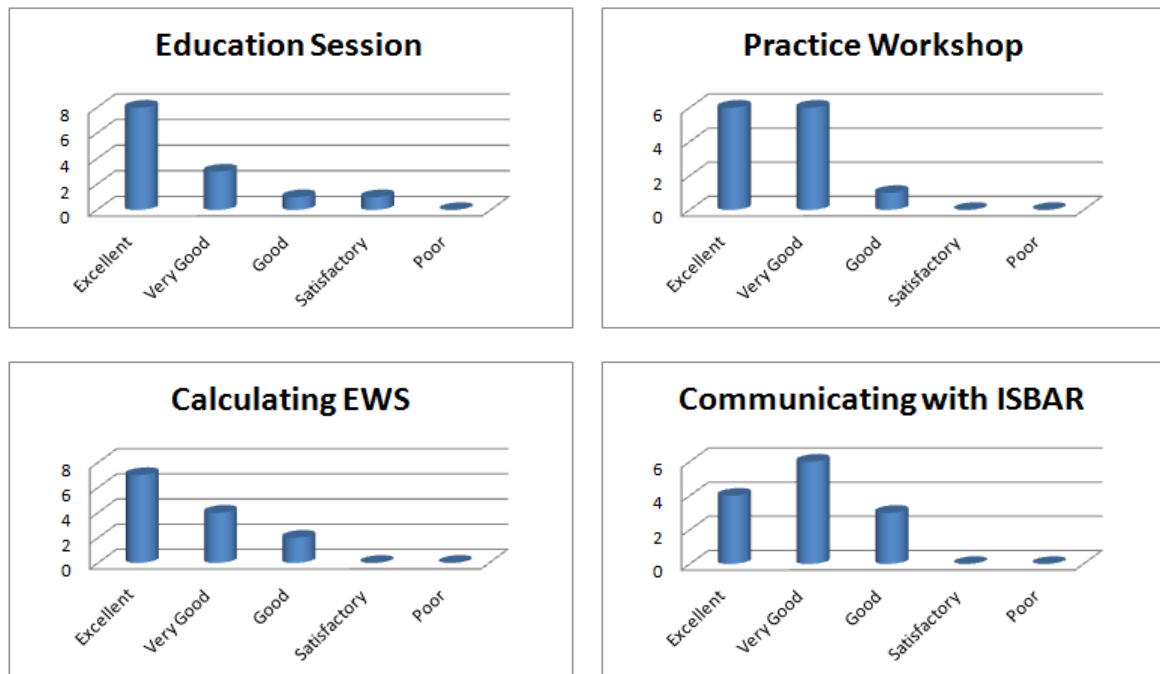 Education Session
8
6
4
2
0
Excellent
Very Good
Good
Satisfactory
Poor
Practice Workshop
6
4
2
0
Excellent
Very Good
Good
Satisfactory
Poor
Calculating EWS
8
6
4
2
0
Excellent
Very Good
Good
Satisfactory
Poor
Communicating with ISBAR
6
4
2
0
Excellent
Very Good
Good
Satisfactory
Poor